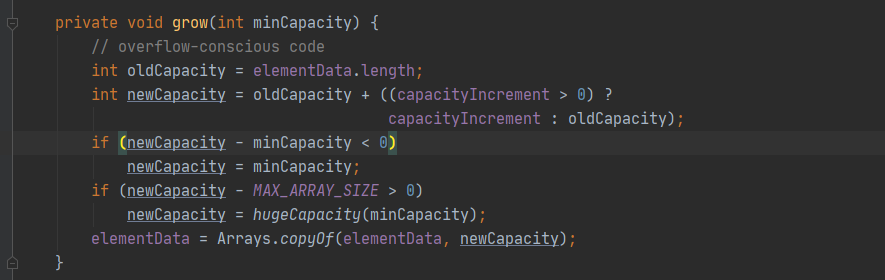 private void grow(int minCapacity) {
    // overflow-conscious code
    int oldCapacity = elementData.length;
    int newCapacity = oldCapacity + ((capacityIncrement > 0) ?
                                     capacityIncrement : oldCapacity);
    if (newCapacity - minCapacity < 0)
        newCapacity = minCapacity;
    if (newCapacity - MAX_ARRAY_SIZE > 0)
        newCapacity = hugeCapacity(minCapacity);
    elementData = Arrays.copyOf(elementData, newCapacity);
}